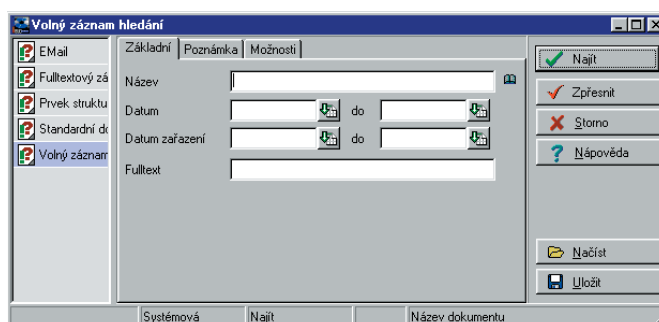 Volný záznam hledání
EMail
Fulltextový zá
Prvek struktu
Standardní do
Volný záznam
Základní
Poznámka
Možnosti
Název
Datum
do
Datum zařazení
do
Fulltext
Najít
Zpřesnit
Storno
Nápověda
Načíst
Uložit
Systémová
Najít
Název dokumentu